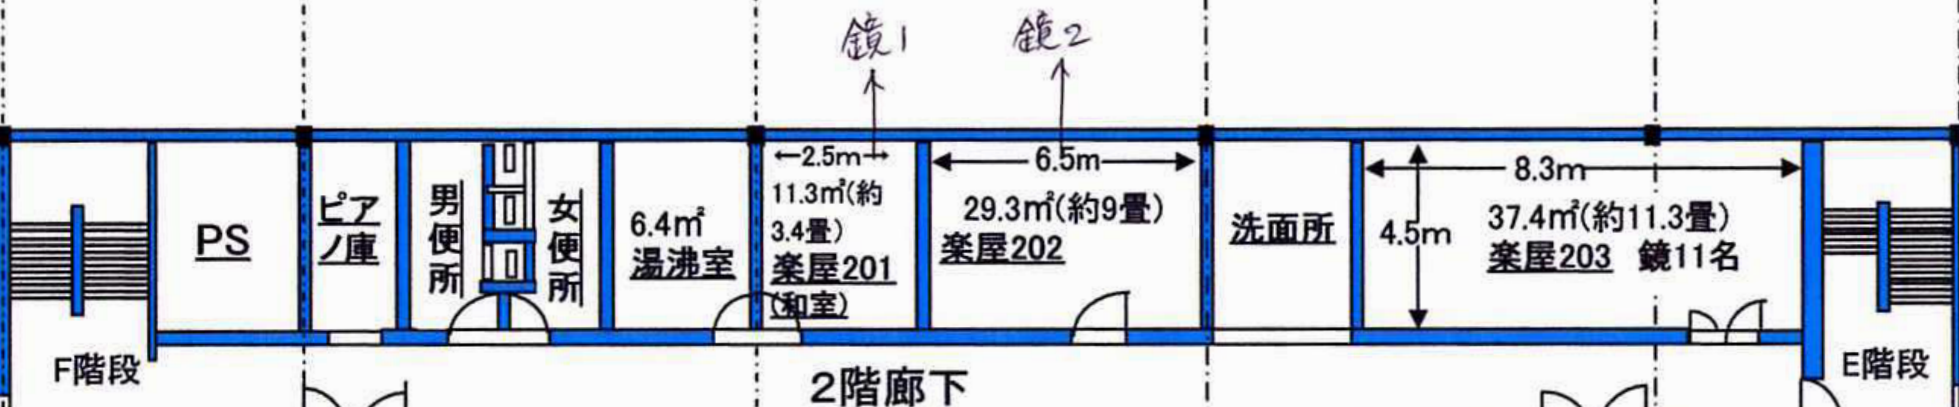 鏡1
鏡2
2.5m
11.3㎡(約
3.4畳)
楽屋201
(和室)
6.5m
29.3㎡(約9畳)
楽屋202
8.3m
4.5m
37.4㎡(約11.3畳)
楽屋203 鏡11名
PS
ピア
ノ庫
男便所
女便所
6.4㎡
湯沸室
洗面所
F階段
2階廊下
E階段